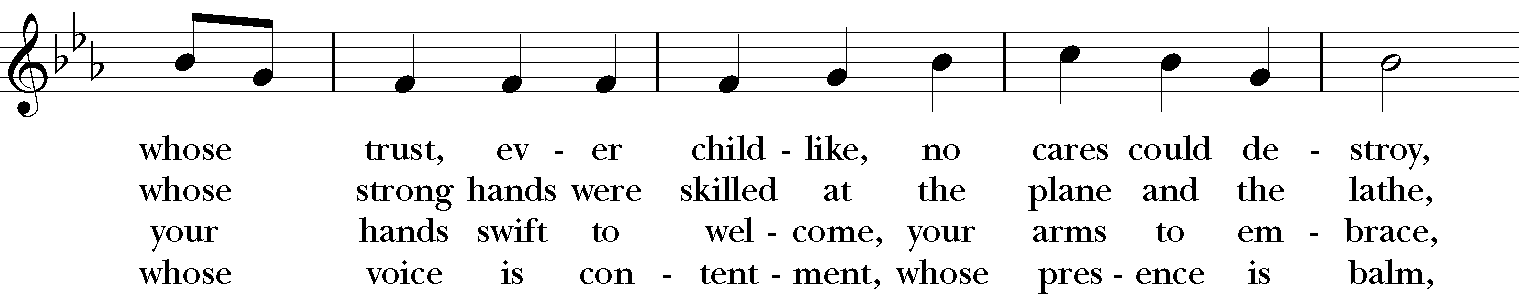 whose trust, ev - er child - like, no cares could de - stroy,
whose strong hands were skilled at the plane and the lathe,
your hands swift to wel - come, your arms to em - brace,
whose voice is con - tent - ment, whose pres - ence is balm,